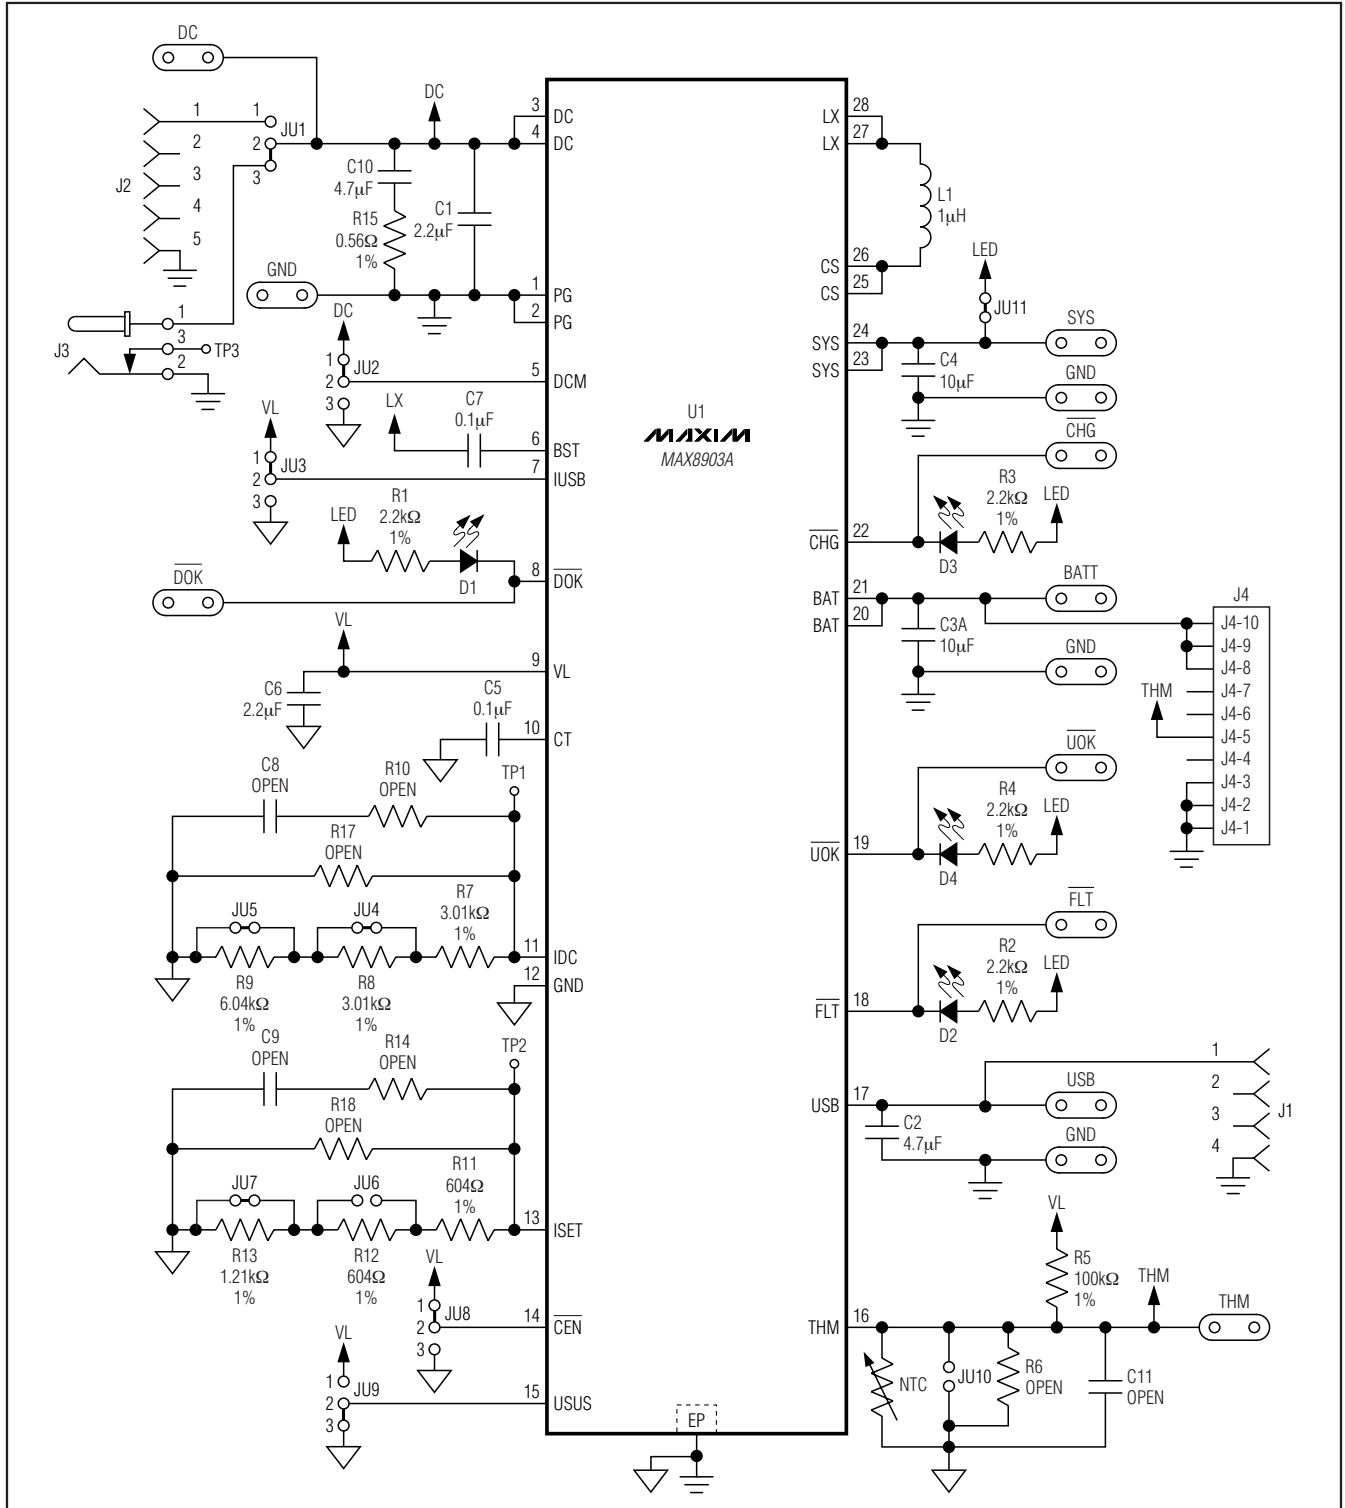 DC
1
2
3
4
5
J2
1
2
3
JU1
DC
C10
4.7µF
R15
0.56Ω
1%
C1
2.2µF
GND
1
3
2
J3
TP3
DC
1
2
3
JU2
LX
C7
0.1µF
VL
1
2
3
JU3
LED
R1
2.2kΩ
1%
D1
DOK
VL
C6
2.2µF
C5
0.1µF
C8
OPEN
R10
OPEN
TP1
R17
OPEN
JU5
JU4
R7
3.01kΩ
1%
R9
6.04kΩ
1%
R8
3.01kΩ
1%
C9
OPEN
R14
OPEN
TP2
R18
OPEN
JU7
JU6
R11
604Ω
1%
R13
1.21kΩ
1%
R12
604Ω
1%
VL
1
2
3
JU8
VL
1
2
3
JU9
3 DC
4 DC
1 PG
2 PG
5 DCM
6 BST
7 IUSB
8 DOK
9 VL
10 CT
11 IDC
12 GND
13 ISET
14 CEN
15 USUS
U1
MAXIM
MAX8903A
EP
LX 28
LX 27
CS 26
CS 25
SYS 24
SYS 23
CHG 22
BAT 21
BAT 20
UOK 19
FLT 18
USB 17
THM 16
L1
1µH
LED
JU11
SYS
C4
10µF
GND
CHG
R3
2.2kΩ
1%
LED
D3
BATT
C3A
10µF
GND
J4
J4-10
J4-9
J4-8
J4-7
J4-6
J4-5
J4-4
J4-3
J4-2
J4-1
THM
UOK
R4
2.2kΩ
1%
LED
D4
FLT
R2
2.2kΩ
1%
LED
D2
1
2
3
4
J1
USB
C2
4.7µF
GND
VL
R5
100kΩ
1%
THM
THM
NTC
JU10
R6
OPEN
C11
OPEN